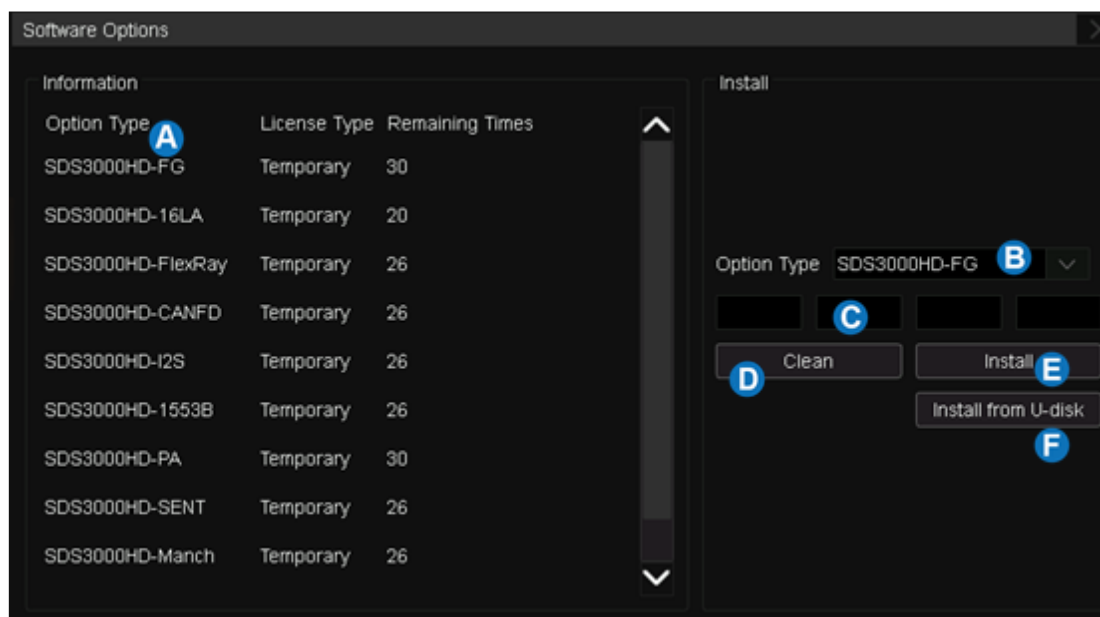 Software Options
Information
Option Type License Type Remaining Times
A
SDS3000HD-FG Temporary 30
SDS3000HD-16LA Temporary 20
SDS3000HD-FlexRay Temporary 26
SDS3000HD-CANFD Temporary 26
SDS3000HD-I2S Temporary 26
SDS3000HD-1553B Temporary 26
SDS3000HD-PA Temporary 30
SDS3000HD-SENT Temporary 26
SDS3000HD-Manch Temporary 26
Install
Option Type SDS3000HD-FG B
C
Clean Install
D E
Install from U-disk
F